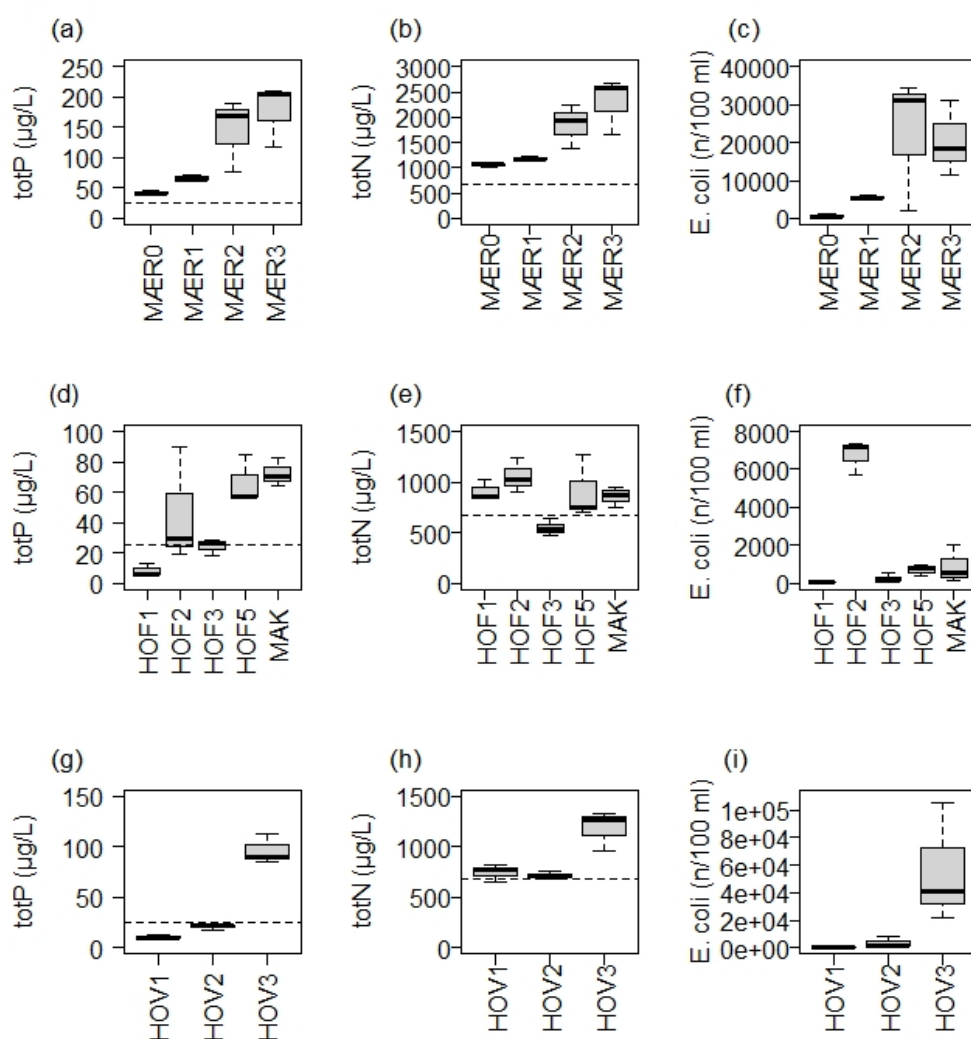 (a)
totP (µg/L)
250
200
150
100
50
0
MÆR0
MÆR1
MÆR2
MÆR3
(b)
totN (µg/L)
3000
2500
2000
1500
1000
500
0
MÆR0
MÆR1
MÆR2
MÆR3
(c)
E. coli (n/100 ml)
40000
30000
20000
10000
0
MÆR0
MÆR1
MÆR2
MÆR3
(d)
totP (µg/L)
100
80
60
40
20
0
HOF1
HOF2
HOF3
HOF5
MAK
(e)
totN (µg/L)
1500
1000
500
0
HOF1
HOF2
HOF3
HOF5
MAK
(f)
E. coli (n/100 ml)
8000
6000
4000
2000
0
HOF1
HOF2
HOF3
HOF5
MAK
(g)
totP (µg/L)
150
100
50
0
HOV1
HOV2
HOV3
(h)
totN (µg/L)
1500
1000
500
0
HOV1
HOV2
HOV3
(i)
E. coli (n/100 ml)
1e+05
8e+04
6e+04
4e+04
2e+04
0e+00
HOV1
HOV2
HOV3